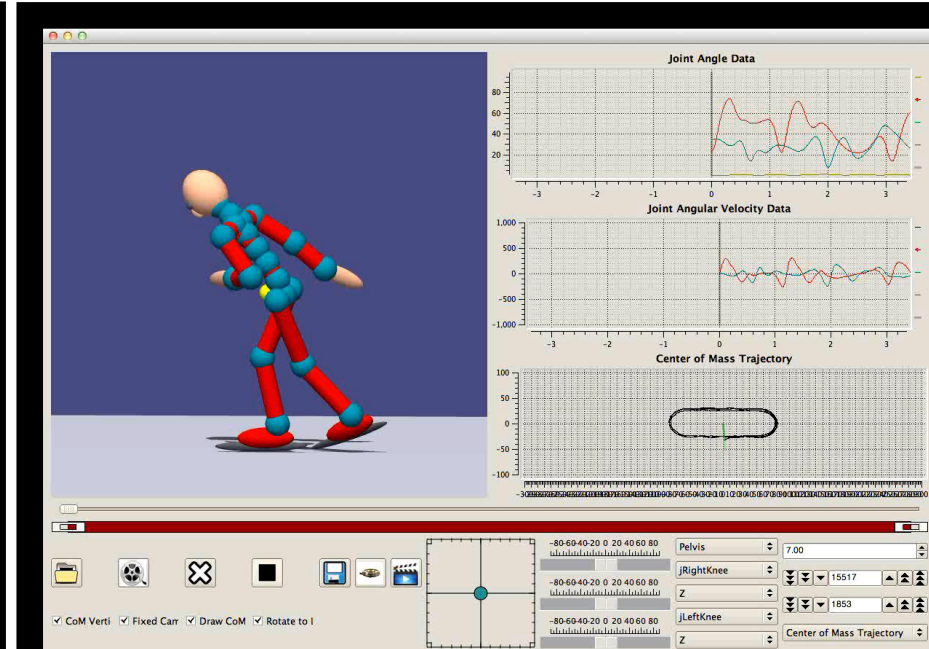 Joint Angle Data
80
60
40
20
-3 -2 -1 0 1 2 3
Joint Angular Velocity Data
1,000
500
0
-500
-1,000
-3 -2 -1 0 1 2 3
Center of Mass Trajectory
100
50
0
-50
-100
-80-60-40-20 0 20 40 60 80
Pelvis
7.00
jRightKnee
15517
-80-60-40-20 0 20 40 60 80
Z
1853
jLeftKnee
-80-60-40-20 0 20 40 60 80
Z
Center of Mass Trajectory
CoM Verti Fixed Carr Draw CoM Rotate to I